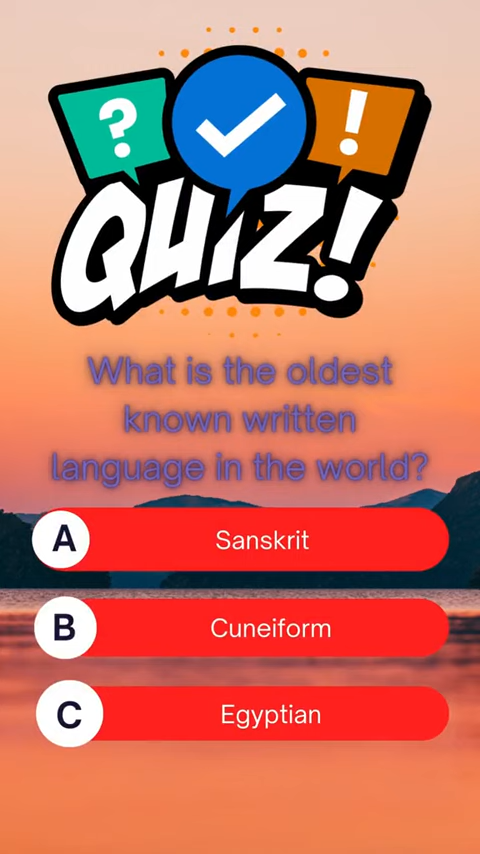 ?
!
QUIZ!
What is the oldest
known written
language in the world?
A Sanskrit
B Cuneiform
C Egyptian